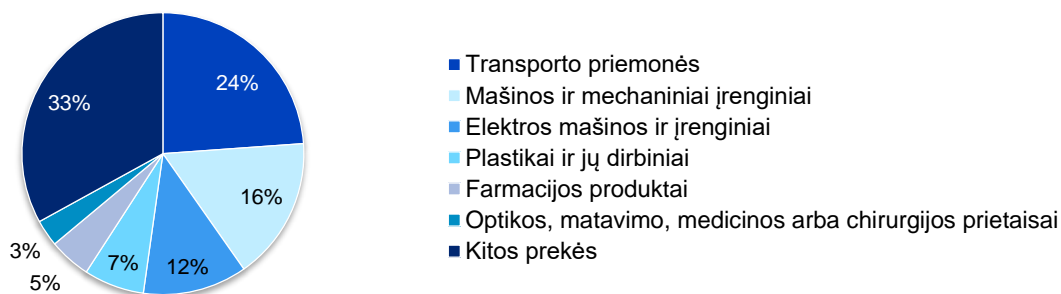 24%
16%
12%
7%
5%
3%
33%
Transporto priemonės
Mašinos ir mechaniniai įrenginiai
Elektros mašinos ir įrenginiai
Plastikai ir jų dirbiniai
Farmacijos produktai
Optikos, matavimo, medicinos arba chirurgijos prietaisai
Kitos prekės